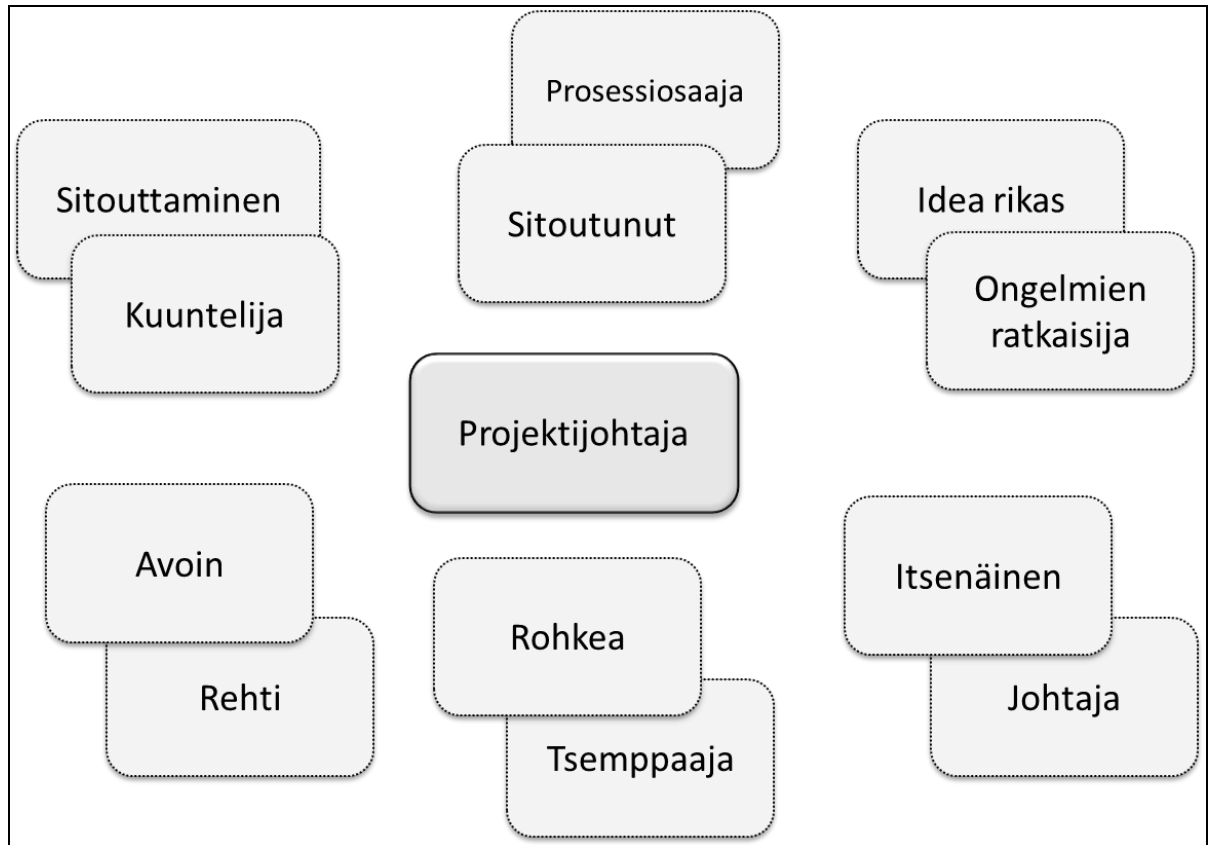 Prosessiosaaja
Sitouttaminen
Sitoutunut
Idea rikas
Kuuntelija
Ongelmien
ratkaisija
Projektijohtaja
Avoin
Itsenäinen
Rohkea
Rehti
Johtaja
Tsemppaaja